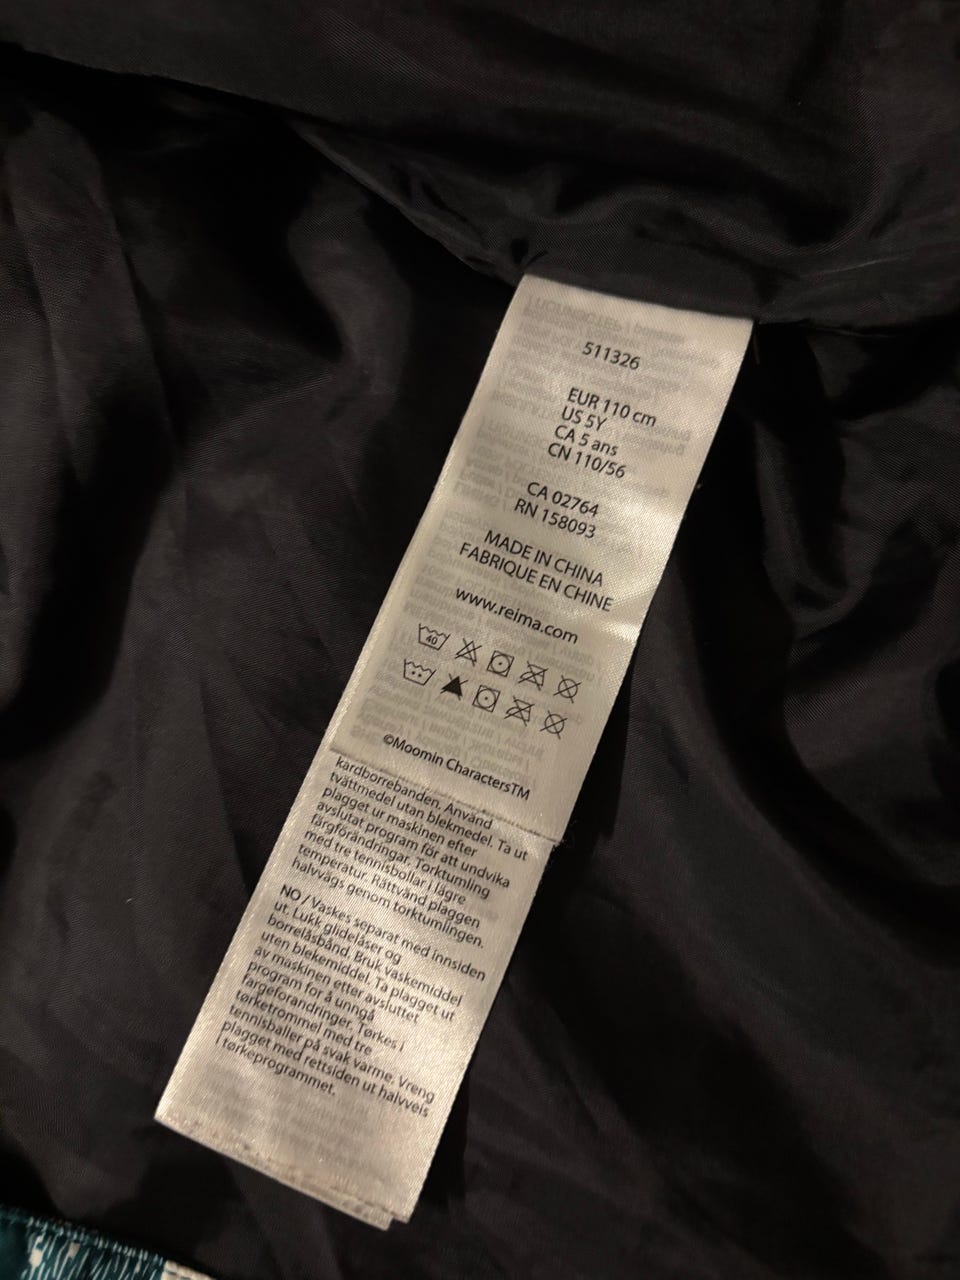 511326
EUR 110 cm
US 5Y
CA 5 ans
CN 110/56
CA 02764
RN 158093
MADE IN CHINA
FABRIQUE EN CHINE
www.reima.com
40
©Moomin CharactersTM
kardborrebanden. Använd
tvättmedel utan blekmedel. Ta ut
plagget ur maskinen efter
avslutat program för att undvika
färgförändringar. Torktumling
med tre tennisbollar i lägre
temperatur. Rättvänd plaggen
halvvägs genom torktumlingen.
NO / Vaskes separat med innsiden
ut. Lukk glidelåser og
borrelåsbånd. Bruk vaskemiddel
uten blekemiddel. Ta plagget ut
av maskinen etter avsluttet
program for å unngå
fargeforandringer. Tørkes i
tørketrommel med tre
tennisballer på svak varme. Vreng
plagget med rettsiden ut halvveis
i tørkeprogrammet.